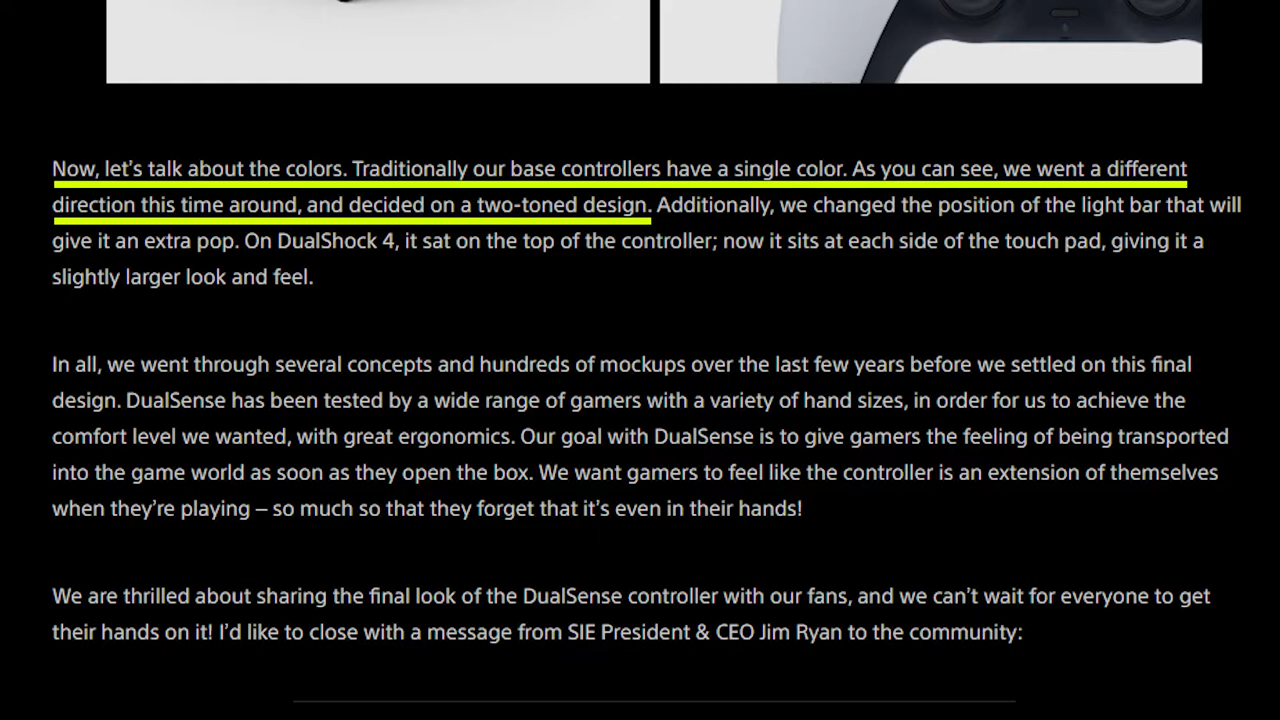 Now, let’s talk about the colors. Traditionally our base controllers have a single color. As you can see, we went a different
direction this time around, and decided on a two-toned design. Additionally, we changed the position of the light bar that will
give it an extra pop. On DualShock 4, it sat on the top of the controller; now it sits at each side of the touch pad, giving it a
slightly larger look and feel.
In all, we went through several concepts and hundreds of mockups over the last few years before we settled on this final
design. DualSense has been tested by a wide range of gamers with a variety of hand sizes, in order for us to achieve the
comfort level we wanted, with great ergonomics. Our goal with DualSense is to give gamers the feeling of being transported
into the game world as soon as they open the box. We want gamers to feel like the controller is an extension of themselves
when they’re playing – so much so that they forget that it’s even in their hands!
We are thrilled about sharing the final look of the DualSense controller with our fans, and we can’t wait for everyone to get
their hands on it! I’d like to close with a message from SIE President & CEO Jim Ryan to the community: